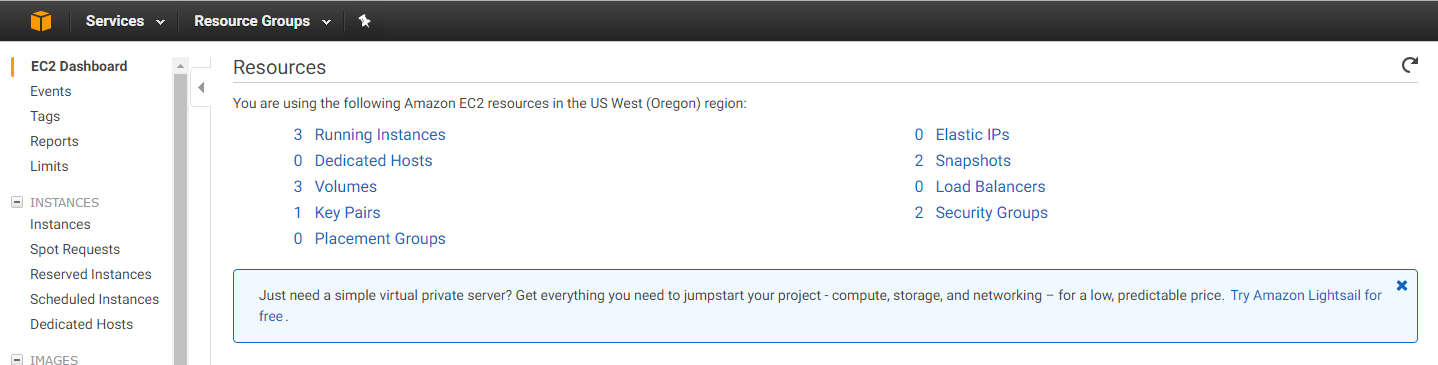 Services
Resource Groups
EC2 Dashboard
Events
Tags
Reports
Limits
INSTANCES
Instances
Spot Requests
Reserved Instances
Scheduled Instances
Dedicated Hosts
IMAGES
Resources
You are using the following Amazon EC2 resources in the US West (Oregon) region:
3 Running Instances
0 Dedicated Hosts
3 Volumes
1 Key Pairs
0 Placement Groups
0 Elastic IPs
2 Snapshots
0 Load Balancers
2 Security Groups
Just need a simple virtual private server? Get everything you need to jumpstart your project - compute, storage, and networking – for a low, predictable price. Try Amazon Lightsail for
free .